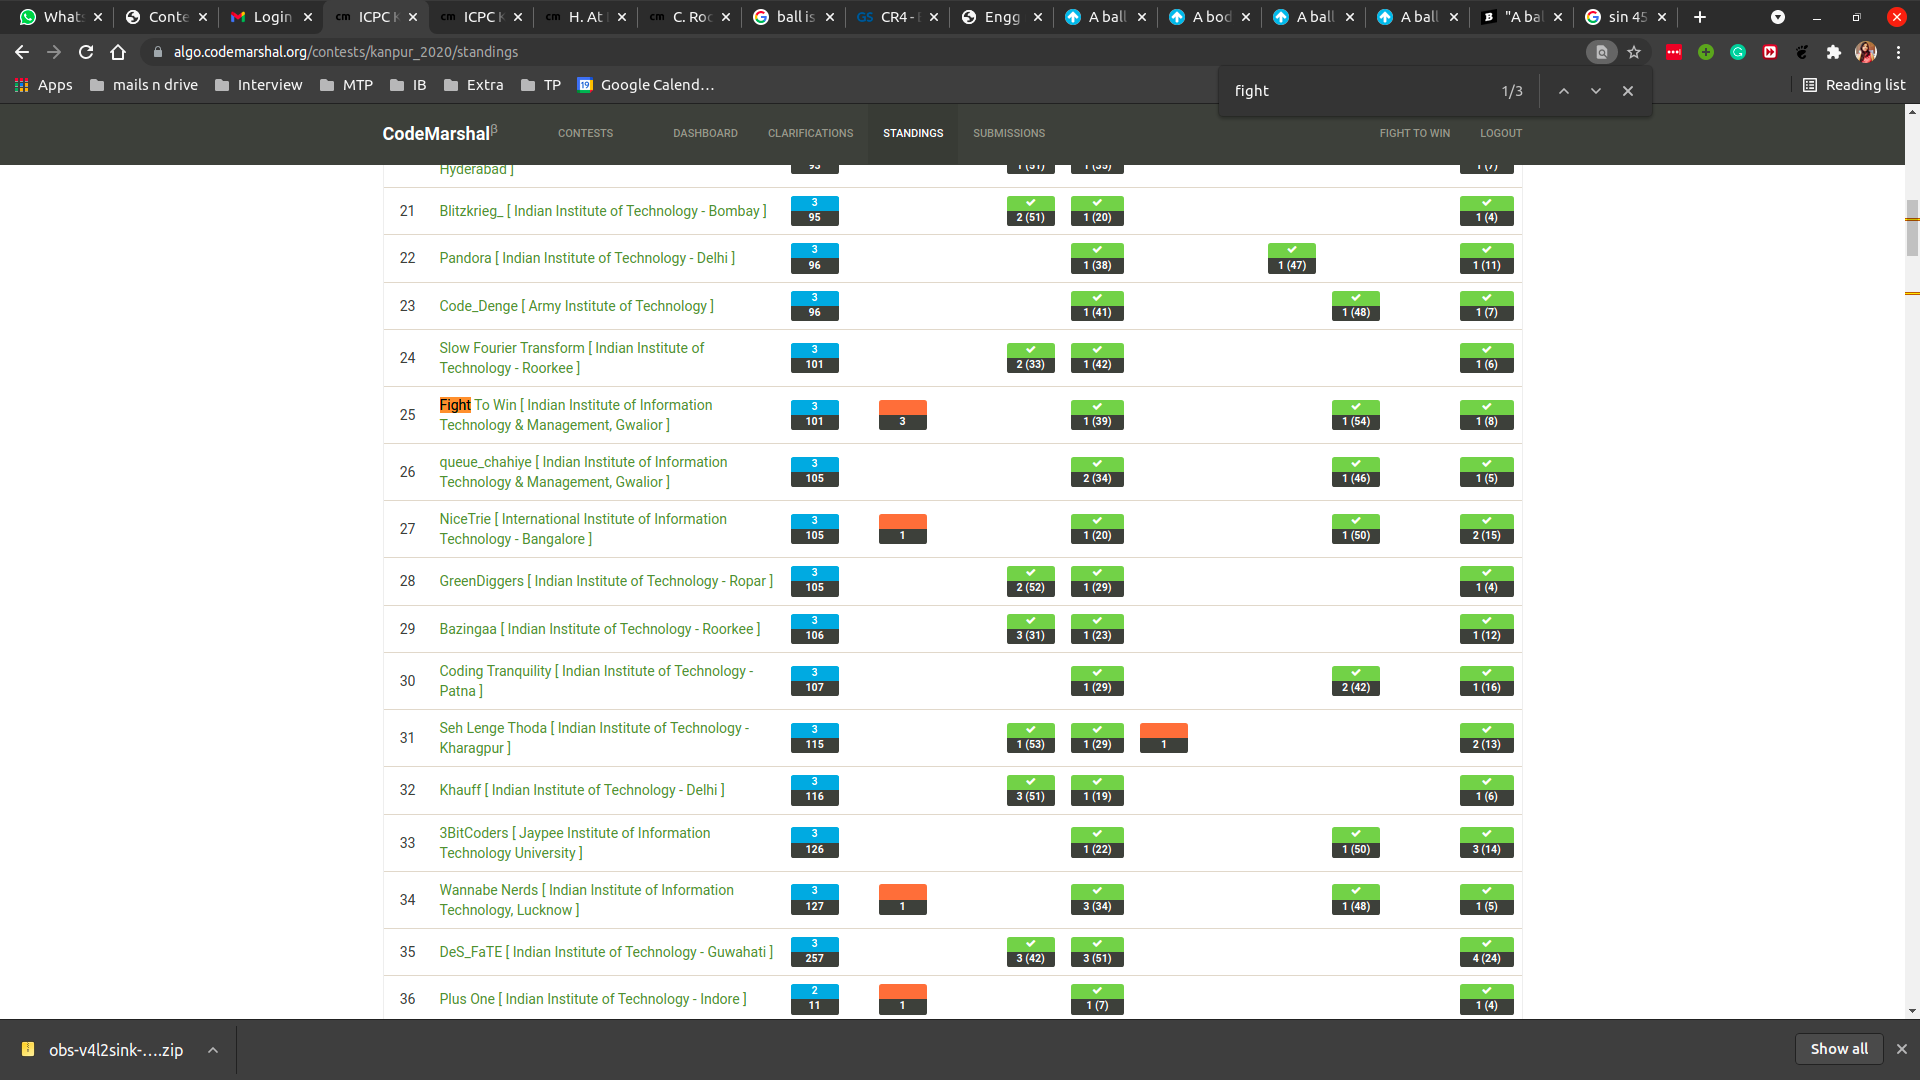 Whats
Conte
Login
ICPC K
ICPC K
H. At
C. Roc
ball is
CR4 - E
Engg
A ball
A bod
A ball
A ball
"A bal
sin 45
algo.codemarshal.org/contests/kanpur_2020/standings
Apps
mails n drive
Interview
MTP
IB
Extra
TP
Google Calend...
Reading list
fight
1/3
CodeMarshalβ
CONTESTS
DASHBOARD
CLARIFICATIONS
STANDINGS
SUBMISSIONS
FIGHT TO WIN
LOGOUT
Hyderabad ] 93 1 (51) 1 (35) 1 (7)
21 Blitzkrieg_ [ Indian Institute of Technology - Bombay ] 3 95 2 (51) 1 (20) 1 (4)
22 Pandora [ Indian Institute of Technology - Delhi ] 3 96 1 (38) 1 (47) 1 (11)
23 Code_Denge [ Army Institute of Technology ] 3 96 1 (41) 1 (48) 1 (7)
24 Slow Fourier Transform [ Indian Institute of
Technology - Roorkee ] 3 101 2 (33) 1 (42) 1 (6)
25 Fight To Win [ Indian Institute of Information
Technology & Management, Gwalior ] 3 101 3 1 (39) 1 (54) 1 (8)
26 queue_chahiye [ Indian Institute of Information
Technology & Management, Gwalior ] 3 105 2 (34) 1 (46) 1 (5)
27 NiceTrie [ International Institute of Information
Technology - Bangalore ] 3 105 1 1 (20) 1 (50) 2 (15)
28 GreenDiggers [ Indian Institute of Technology - Ropar ] 3 105 2 (52) 1 (29) 1 (4)
29 Bazingaa [ Indian Institute of Technology - Roorkee ] 3 106 3 (31) 1 (23) 1 (12)
30 Coding Tranquility [ Indian Institute of Technology -
Patna ] 3 107 1 (29) 2 (42) 1 (16)
31 Seh Lenge Thoda [ Indian Institute of Technology -
Kharagpur ] 3 115 1 (53) 1 (29) 1 2 (13)
32 Khauff [ Indian Institute of Technology - Delhi ] 3 116 3 (51) 1 (19) 1 (6)
33 3BitCoders [ Jaypee Institute of Information
Technology University ] 3 126 1 (22) 1 (50) 3 (14)
34 Wannabe Nerds [ Indian Institute of Information
Technology, Lucknow ] 3 127 1 3 (34) 1 (48) 1 (5)
35 DeS_FaTE [ Indian Institute of Technology - Guwahati ] 3 257 3 (42) 3 (51) 4 (24)
36 Plus One [ Indian Institute of Technology - Indore ] 2 11 1 1 (7) 1 (4)
obs-v4l2sink-....zip
Show all